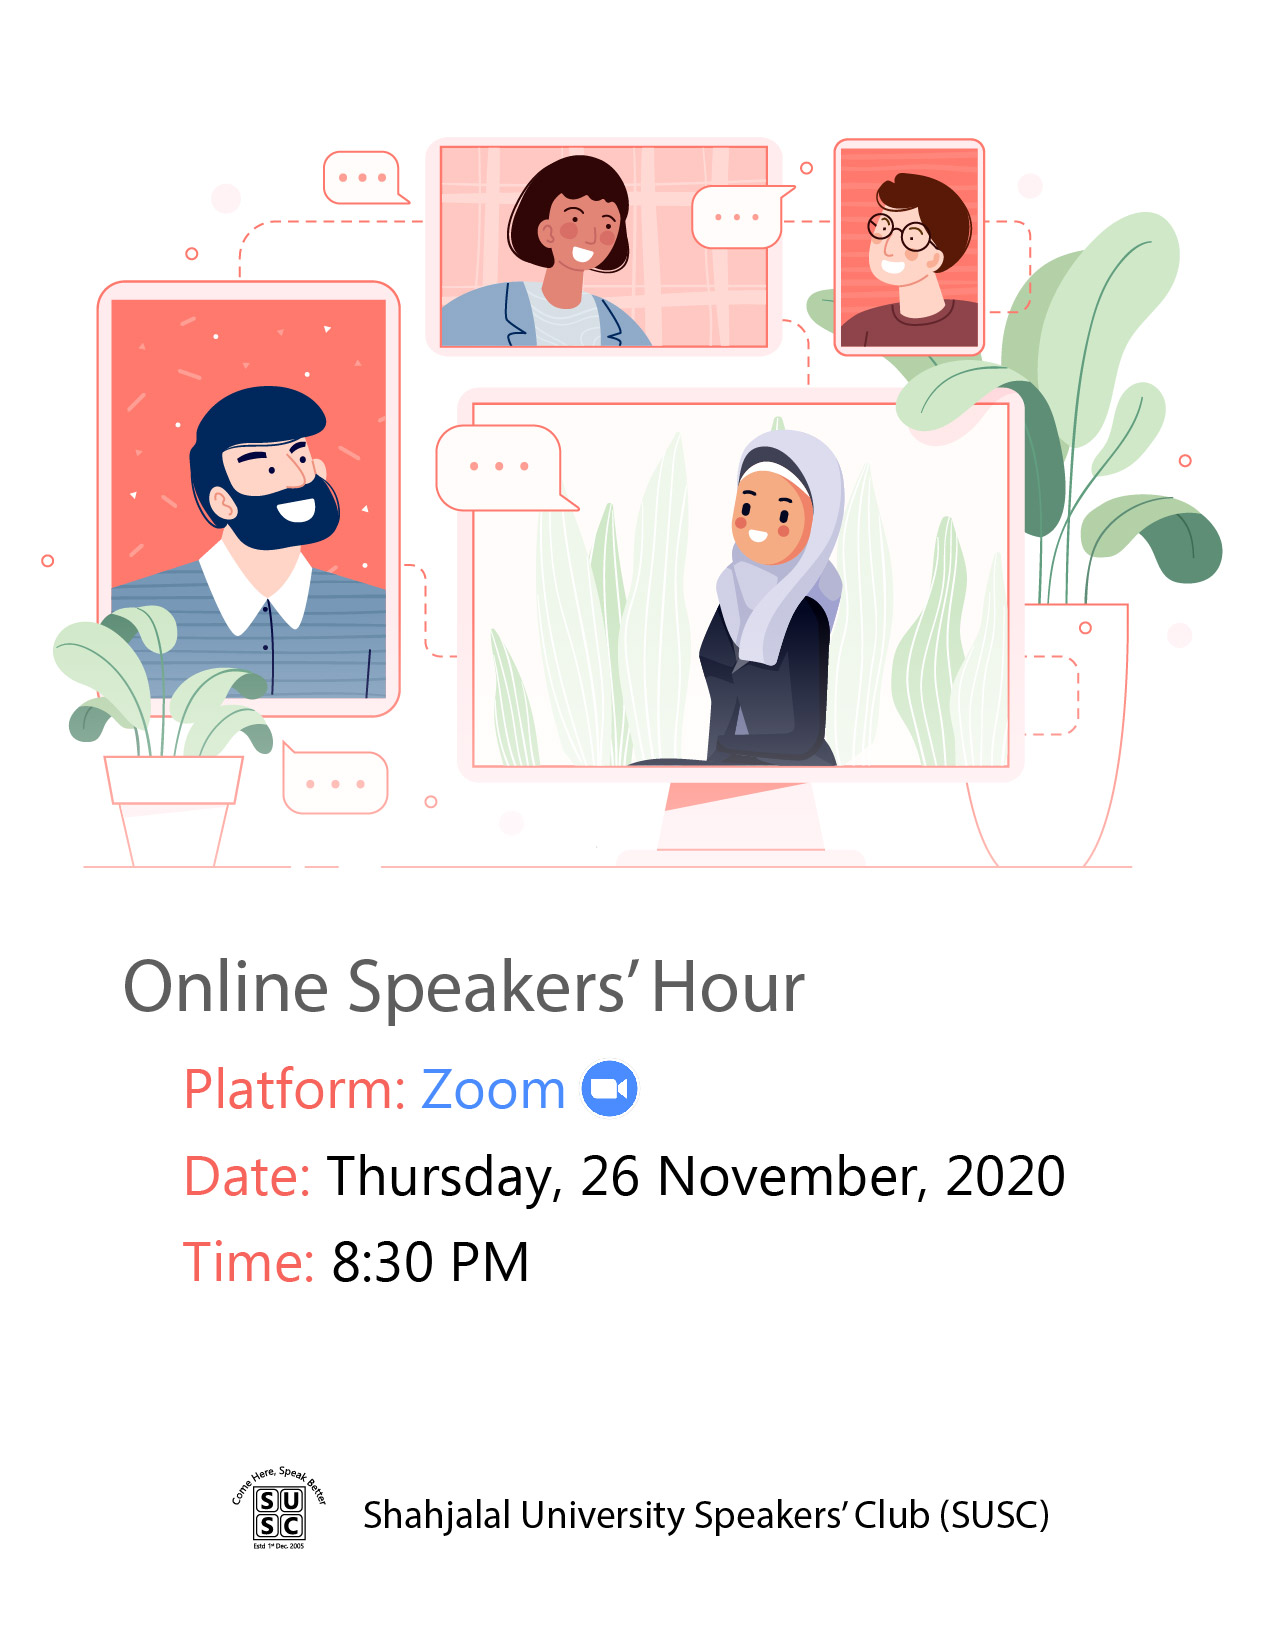 Online Speakers’ Hour
Platform: Zoom
Date: Thursday, 26 November, 2020
Time: 8:30 PM
Come Here, Speak Better
SU
SC
Estd 1st Dec. 2005
Shahjalal University Speakers’ Club (SUSC)